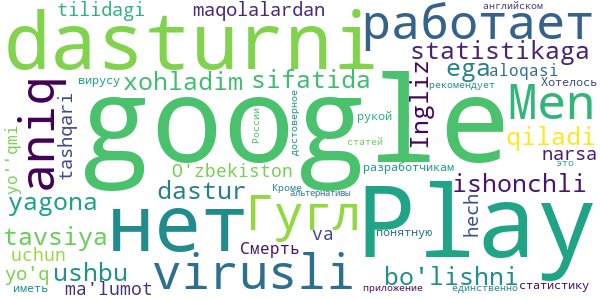 английском
tilidagi maqolalardan
dasturni работает
statistikaga
вирусу xohladim sifatida ega aloqasi
Хотелось
рекомендует
google Play
aniq
tashqari
yo''qmi
России
достоверное
рукой
статей
Ingliz
Men
qiladi
narsa
это
O'zbekiston разработчикам
Кроме альтернативы
dastur ishonchli
yagona нет Гугл hech
понятную
tavsiya Смерть va
uchun
yo'q ushbu virusli bo'lishni
иметь ma'lumot приложение единственно статистику